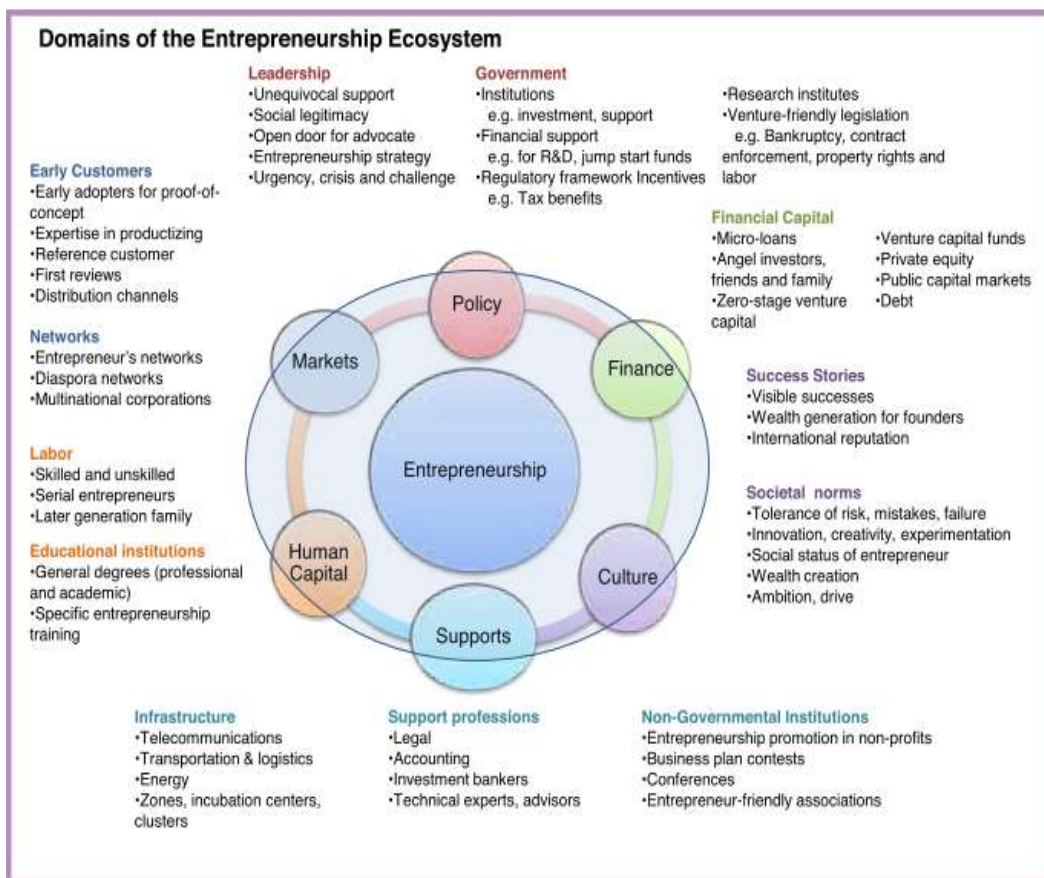 Domains of the Entrepreneurship Ecosystem
Leadership
•Unequivocal support
•Social legitimacy
•Open door for advocate
•Entrepreneurship strategy
•Urgency, crisis and challenge
Government
•Institutions
e.g. investment, support
•Financial support
e.g. for R&D, jump start funds
•Regulatory framework Incentives
e.g. Tax benefits
•Research institutes
•Venture-friendly legislation
e.g. Bankruptcy, contract
enforcement, property rights and
labor
Early Customers
•Early adopters for proof-of-
concept
•Expertise in productizing
•Reference customer
•First reviews
•Distribution channels
Financial Capital
•Micro-loans
•Angel investors,
friends and family
•Zero-stage venture
capital
•Venture capital funds
•Private equity
•Public capital markets
•Debt
Networks
•Entrepreneur's networks
•Diaspora networks
•Multinational corporations
Policy
Markets
Finance
Entrepreneurship
Human
Capital
Culture
Supports
Success Stories
•Visible successes
•Wealth generation for founders
•International reputation
Labor
•Skilled and unskilled
•Serial entrepreneurs
•Later generation family
Societal norms
•Tolerance of risk, mistakes, failure
•Innovation, creativity, experimentation
•Social status of entrepreneur
•Wealth creation
•Ambition, drive
Educational institutions
•General degrees (professional
and academic)
•Specific entrepreneurship
training
Infrastructure
•Telecommunications
•Transportation & logistics
•Energy
•Zones, incubation centers,
clusters
Support professions
•Legal
•Accounting
•Investment bankers
•Technical experts, advisors
Non-Governmental Institutions
•Entrepreneurship promotion in non-profits
•Business plan contests
•Conferences
•Entrepreneur-friendly associations